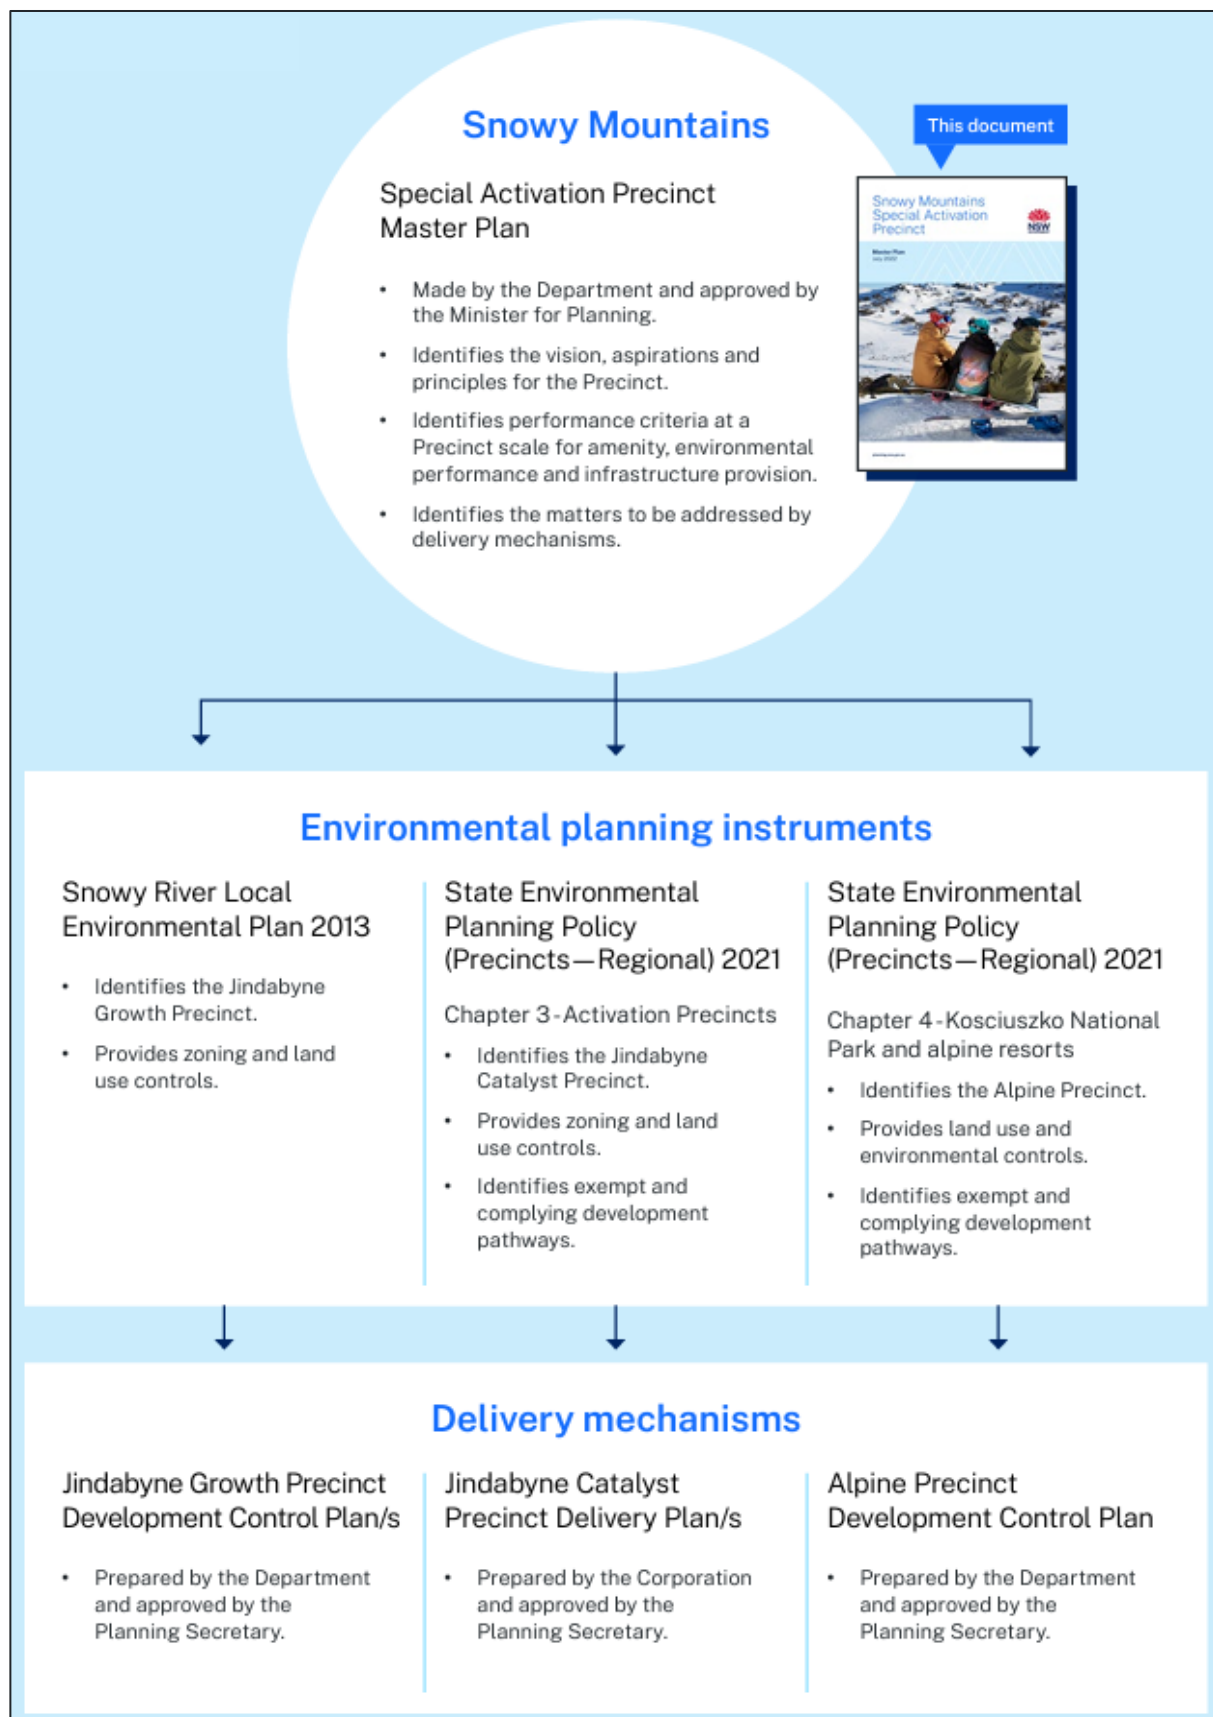 Snowy Mountains
This document
Special Activation Precinct
Master Plan
• Made by the Department and approved by
the Minister for Planning.
• Identifies the vision, aspirations and
principles for the Precinct.
• Identifies performance criteria at a
Precinct scale for amenity, environmental
performance and infrastructure provision.
• Identifies the matters to be addressed by
delivery mechanisms.
Snowy Mountains
Special Activation
Precinct
NSW
Master Plan
July 2022
Environmental planning instruments
Snowy River Local
Environmental Plan 2013
• Identifies the Jindabyne
Growth Precinct.
• Provides zoning and land
use controls.
State Environmental
Planning Policy
(Precincts—Regional) 2021
Chapter 3 - Activation Precincts
• Identifies the Jindabyne
Catalyst Precinct.
• Provides zoning and land
use controls.
• Identifies exempt and
complying development
pathways.
State Environmental
Planning Policy
(Precincts—Regional) 2021
Chapter 4 - Kosciuszko National
Park and alpine resorts
• Identifies the Alpine Precinct.
• Provides land use and
environmental controls.
• Identifies exempt and
complying development
pathways.
Delivery mechanisms
Jindabyne Growth Precinct
Development Control Plan/s
• Prepared by the Department
and approved by the
Planning Secretary.
Jindabyne Catalyst
Precinct Delivery Plan/s
• Prepared by the Corporation
and approved by the
Planning Secretary.
Alpine Precinct
Development Control Plan
• Prepared by the Department
and approved by the
Planning Secretary.